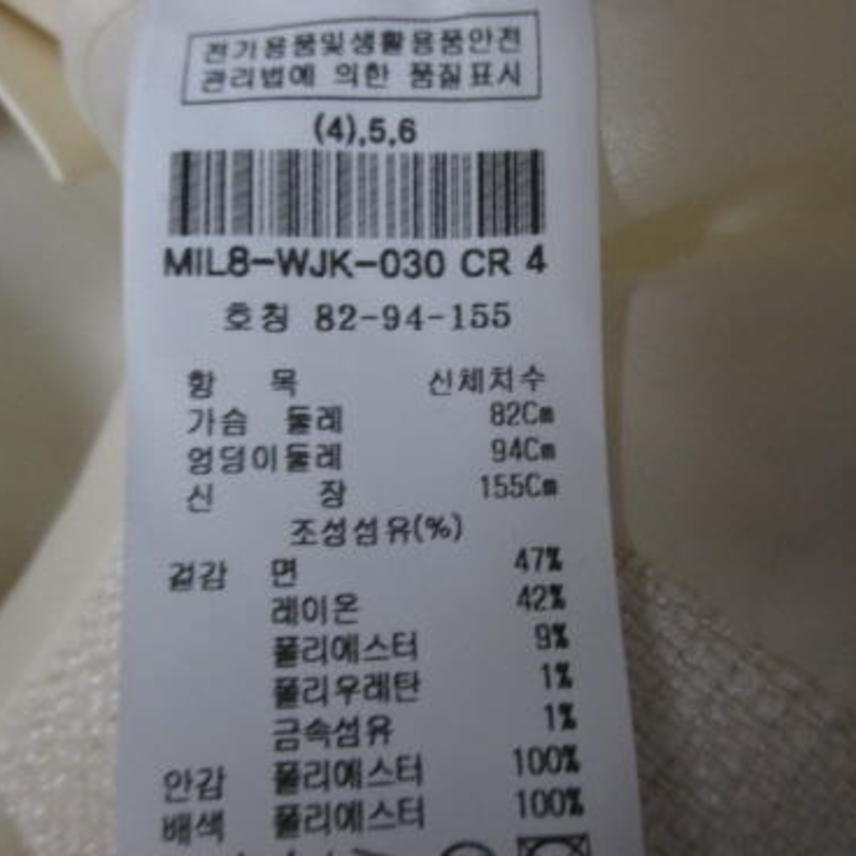 전기용품및생활용품안전
관리법에 의한 품질표시
(4),5,6
MIL8-WJK-030 CR 4
호칭 82-94-155
항 목 신체치수
가슴 둘레 82Cm
엉덩이둘레 94Cm
신 장 155Cm
조성섬유(%)
겉감 면 47%
레이온 42%
폴리에스터 9%
폴리우레탄 1%
금속섬유 1%
안감 폴리에스터 100%
배색 폴리에스터 100%